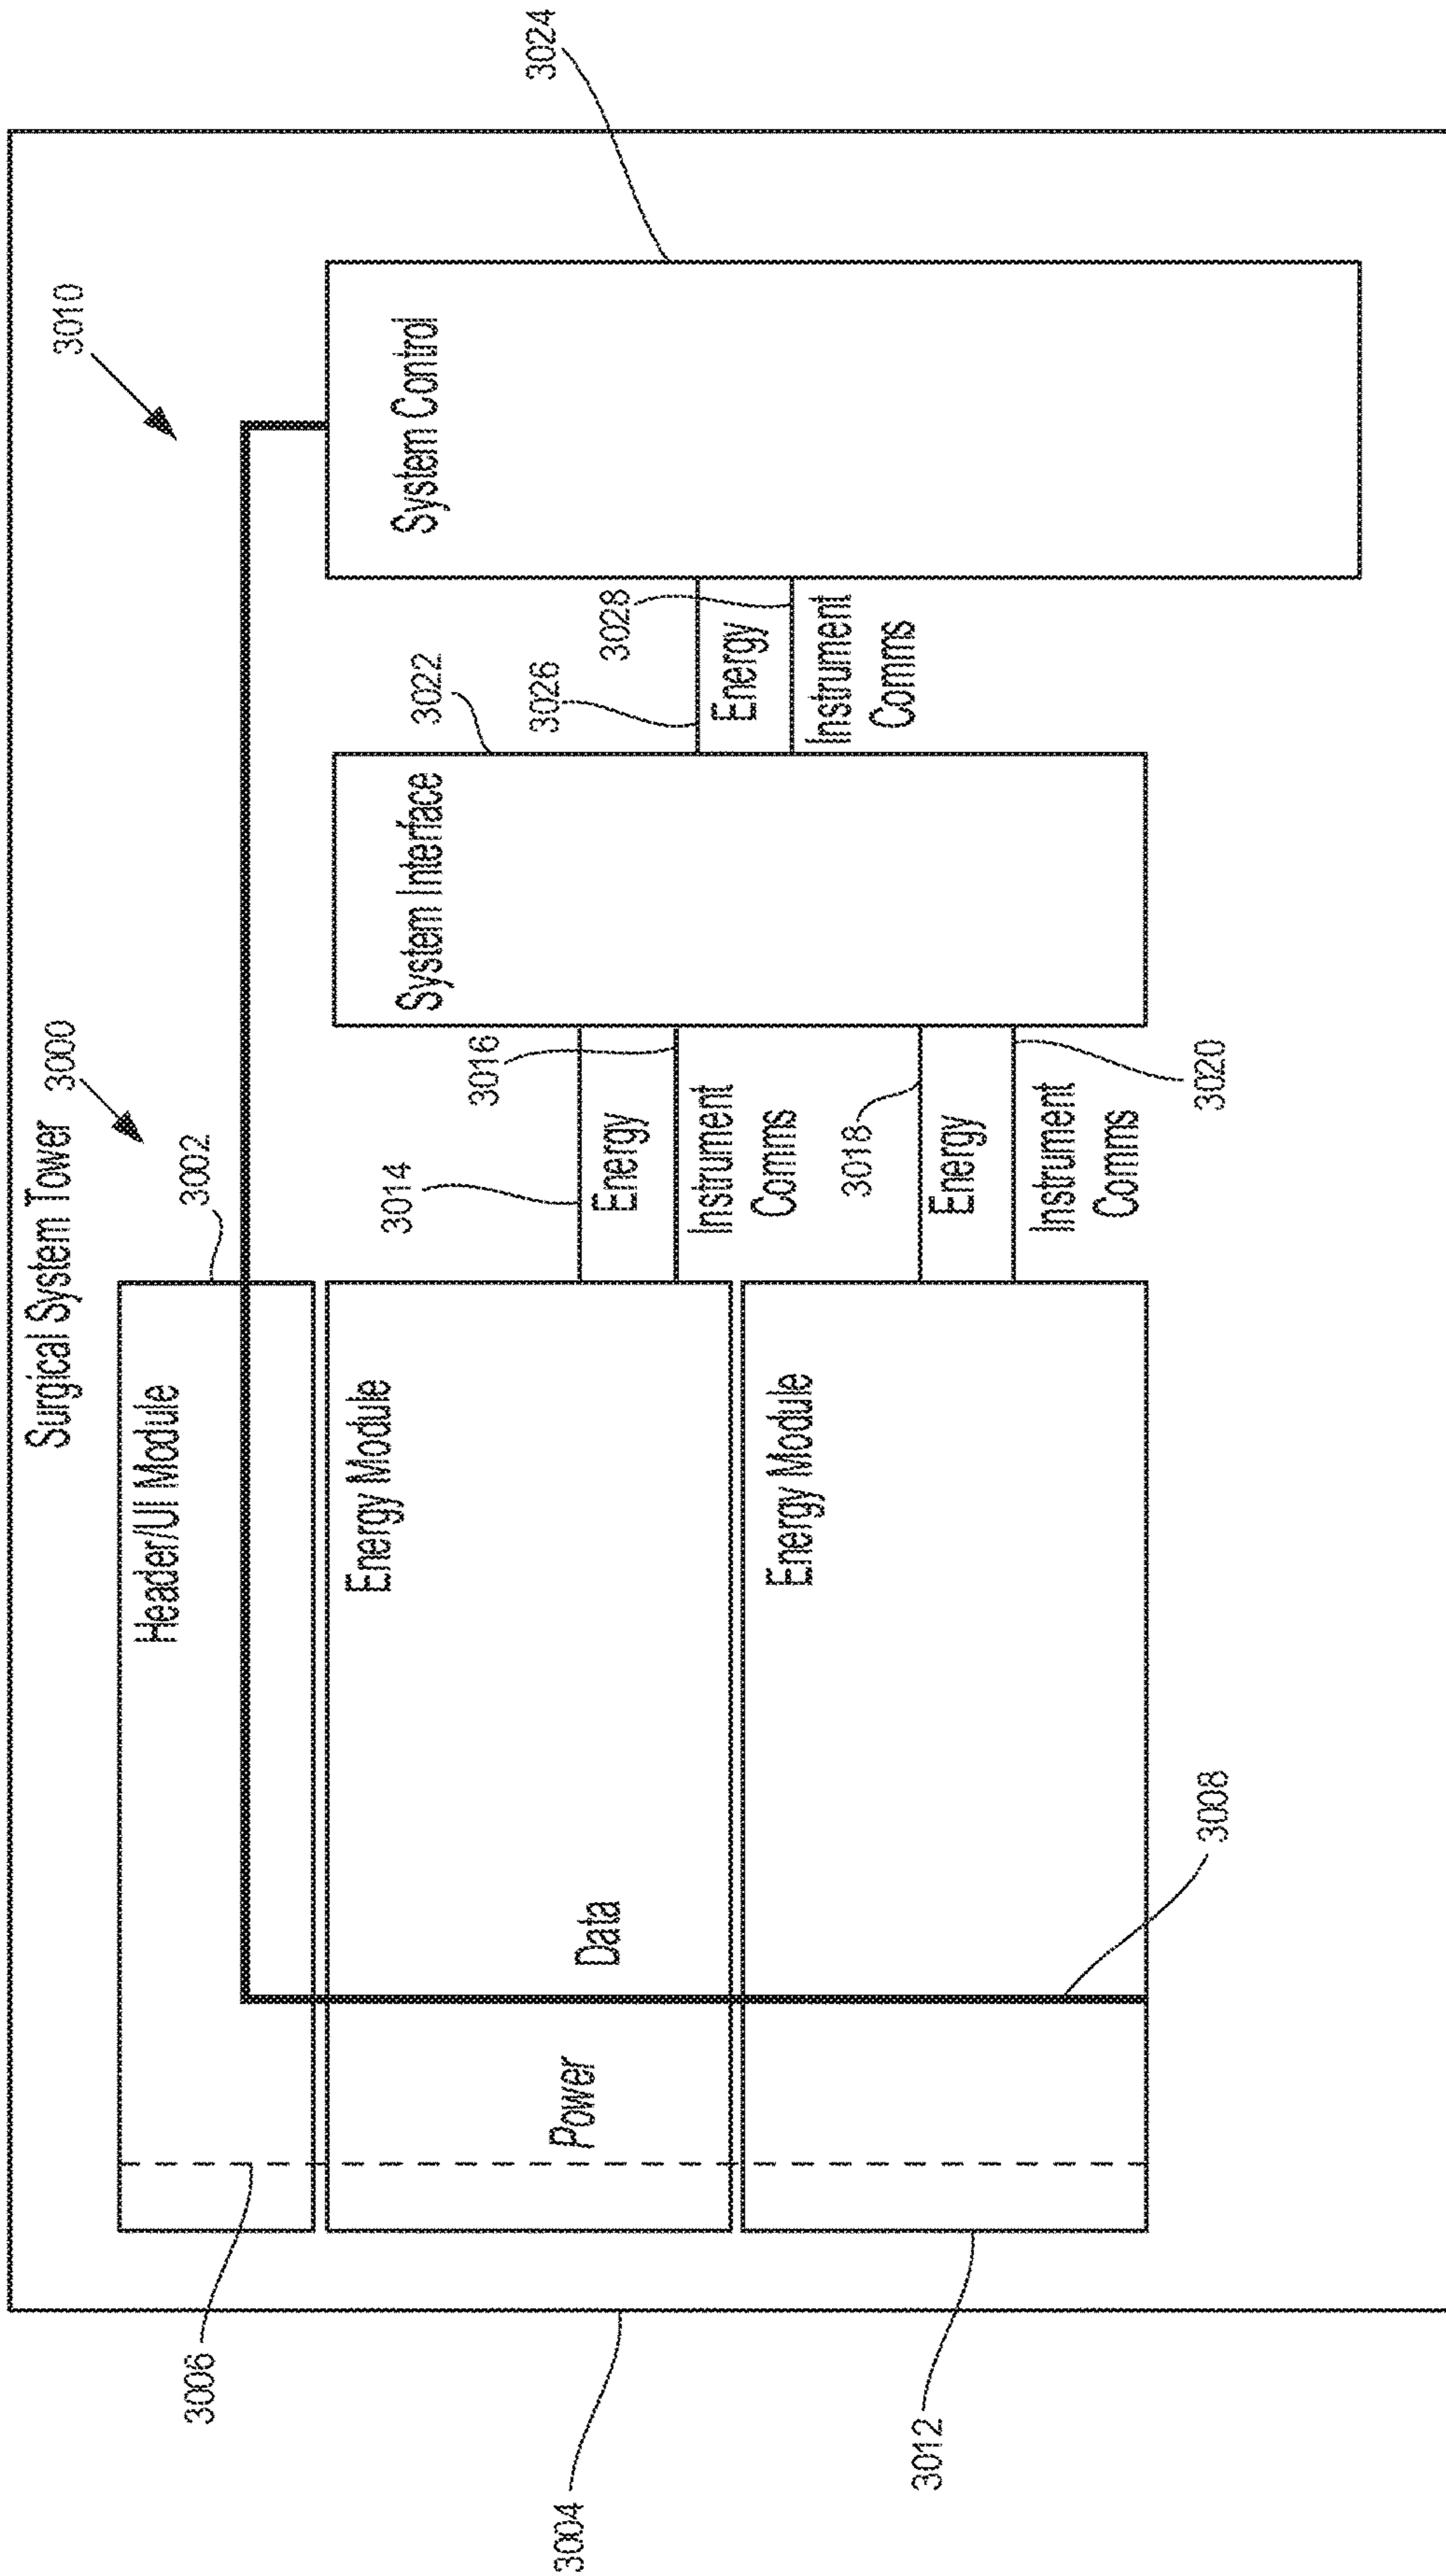 Surgical System Tower
3000
3010
3002
Header/UI Module
3006
Energy Module
Power
Data
3004
3014
Energy
3016
Instrument
Comms
System Interface
3022
3026
Energy
3028
Instrument
Comms
System Control
3024
Energy Module
3012
3008
3018
Energy
Instrument
Comms
3020